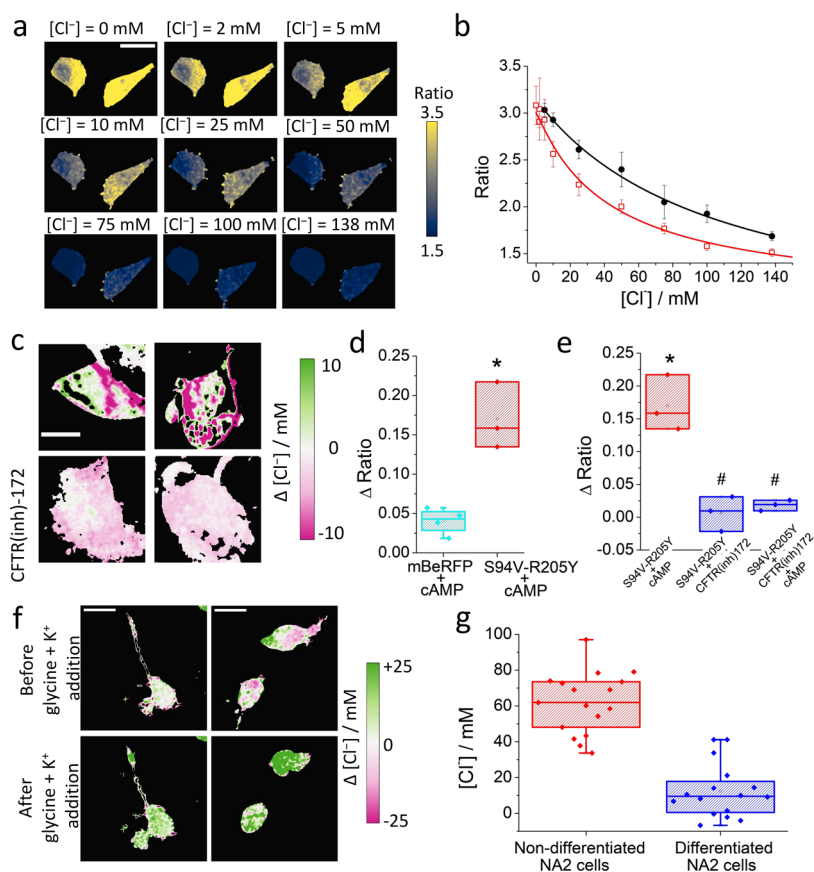 a
[Cl⁻] = 0 mM
[Cl⁻] = 2 mM
[Cl⁻] = 5 mM
[Cl⁻] = 10 mM
[Cl⁻] = 25 mM
[Cl⁻] = 50 mM
[Cl⁻] = 75 mM
[Cl⁻] = 100 mM
[Cl⁻] = 138 mM
Ratio
3.5
1.5
b
Ratio
3.5
3.0
2.5
2.0
1.5
0 20 40 60 80 100 120 140
[Cl⁻] / mM
c
CFTR(inh)-172
10
0
-10
Δ [Cl⁻] / mM
d
Δ Ratio
0.25
0.20
0.15
0.10
0.05
0.00
*
mBeRFP
+
cAMP
S94V-R205Y
+
cAMP
e
Δ Ratio
0.25
0.20
0.15
0.10
0.05
0.00
-0.05
*
#
#
S94V-R205Y
+
cAMP
S94V-R205Y
+
CFTR(inh)172
S94V-R205Y
+
CFTR(inh)172
+
cAMP
f
Before
glycine + K⁺
addition
After
glycine + K⁺
addition
+25
0
-25
Δ [Cl⁻] / mM
g
[Cl⁻] / mM
100
80
60
40
20
0
Non-differentiated
NA2 cells
Differentiated
NA2 cells